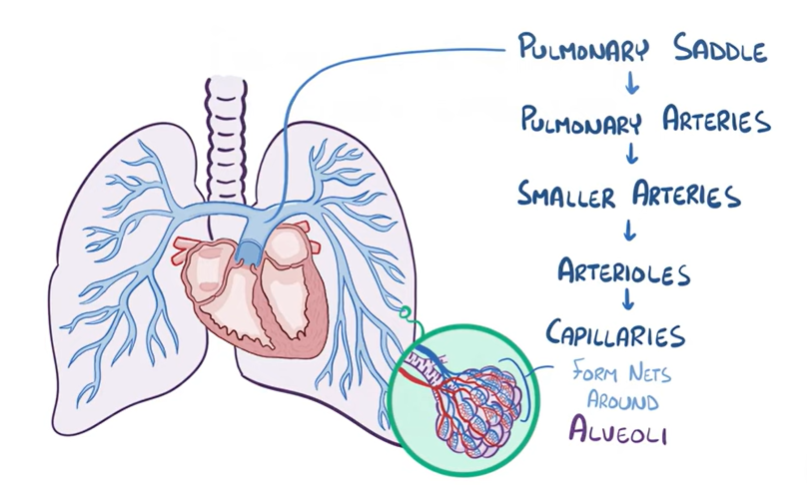 PULMONARY SADDLE
PULMONARY ARTERIES
SMALLER ARTERIES
ARTERIOLES
CAPILLARIES
FORM NETS
AROUND
ALVEOLI